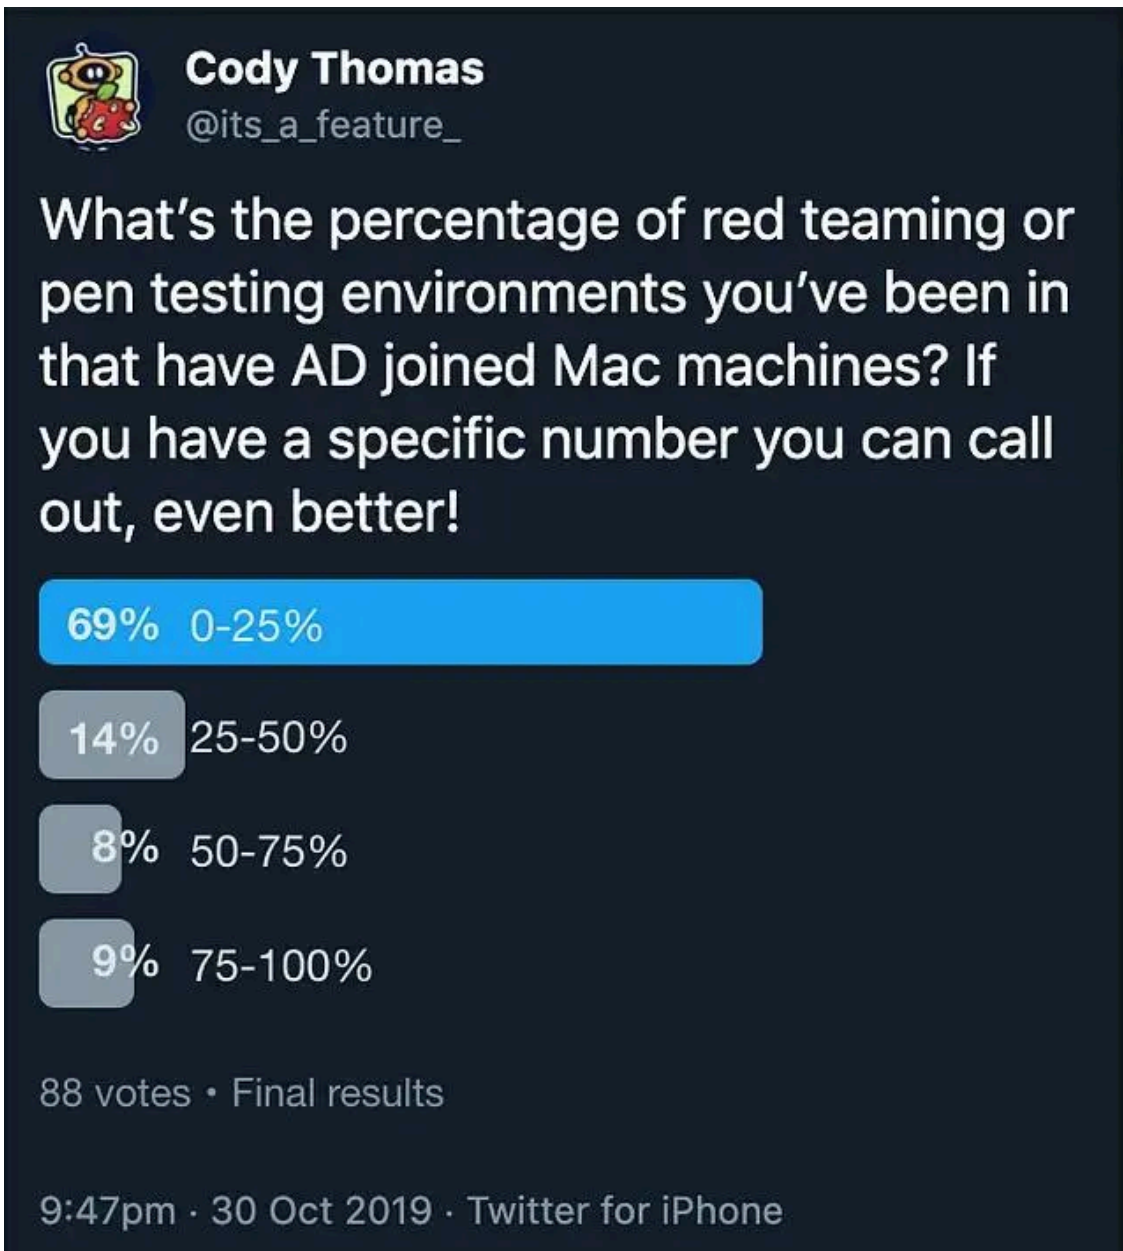 Cody Thomas
@its_a_feature_
What’s the percentage of red teaming or
pen testing environments you’ve been in
that have AD joined Mac machines? If
you have a specific number you can call
out, even better!
69% 0-25%
14% 25-50%
8% 50-75%
9% 75-100%
88 votes • Final results
9:47pm · 30 Oct 2019 · Twitter for iPhone